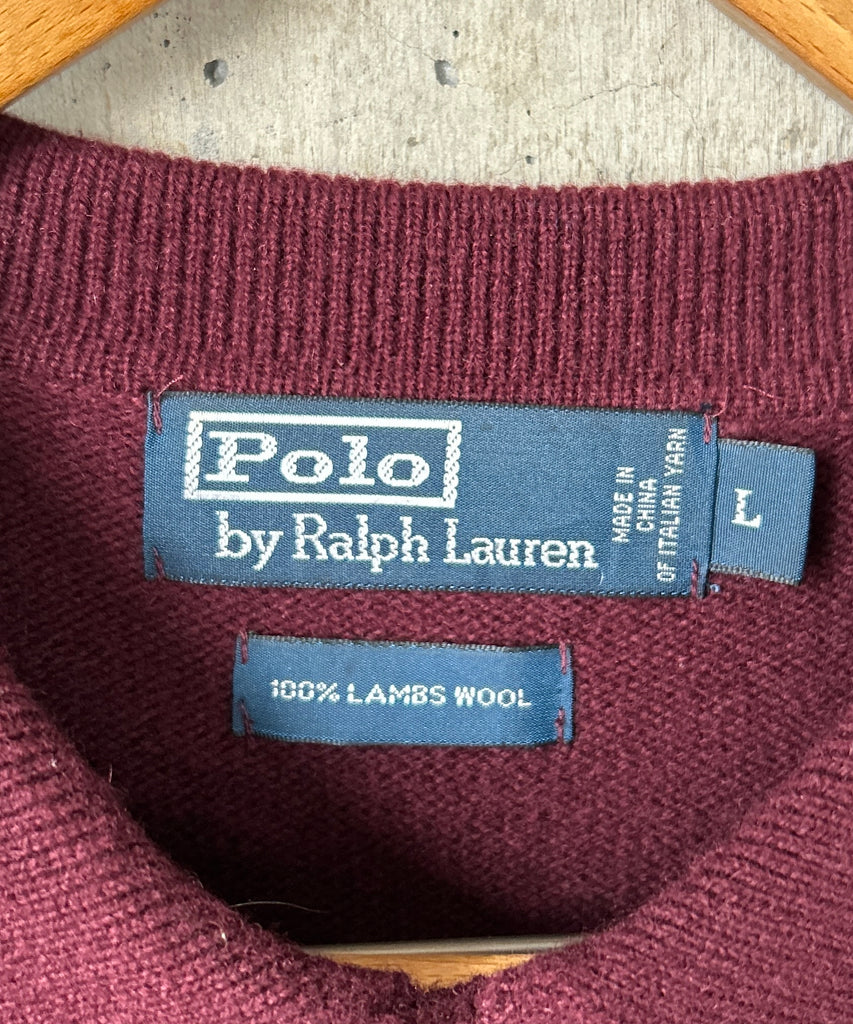 Polo
by Ralph Lauren
MADE IN
CHINA
OF ITALIAN YARN
L
100% LAMBS WOOL